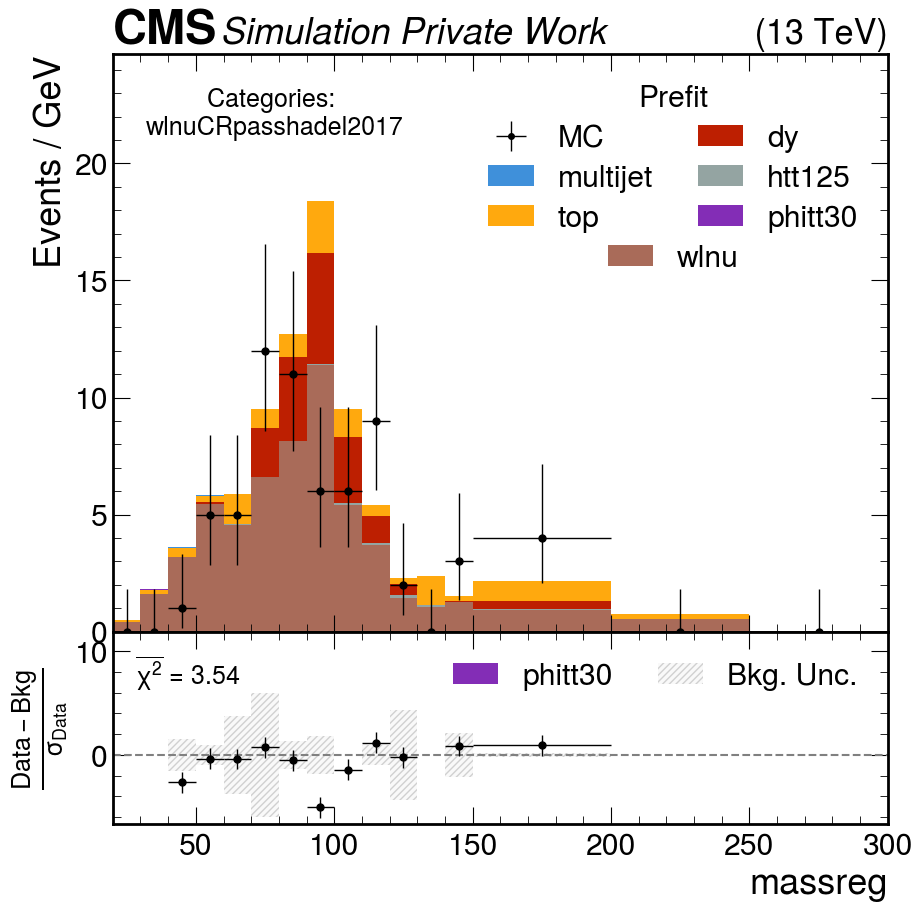 CMS Simulation Private Work (13 TeV)
Categories:
wlnuCRpasshadel2017
Prefit
MC dy
multijet htt125
top phitt30
wlnu
Events / GeV
20
15
10
5
0
χ² = 3.54
phitt30 Bkg. Unc.
Data – Bkg
σData
10
0
50 100 150 200 250 300
massreg